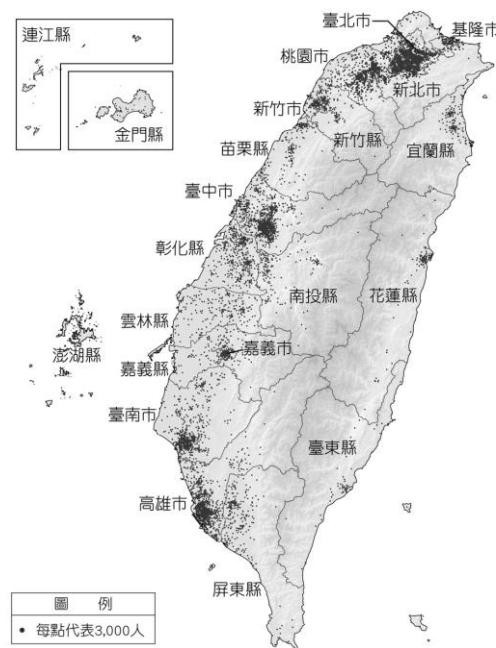 連江縣
金門縣
臺北市
基隆市
桃園市
新北市
新竹市
新竹縣
宜蘭縣
苗栗縣
臺中市
彰化縣
南投縣
花蓮縣
雲林縣
澎湖縣
嘉義市
嘉義縣
臺南市
臺東縣
高雄市
屏東縣
圖 例
• 每點代表3,000人